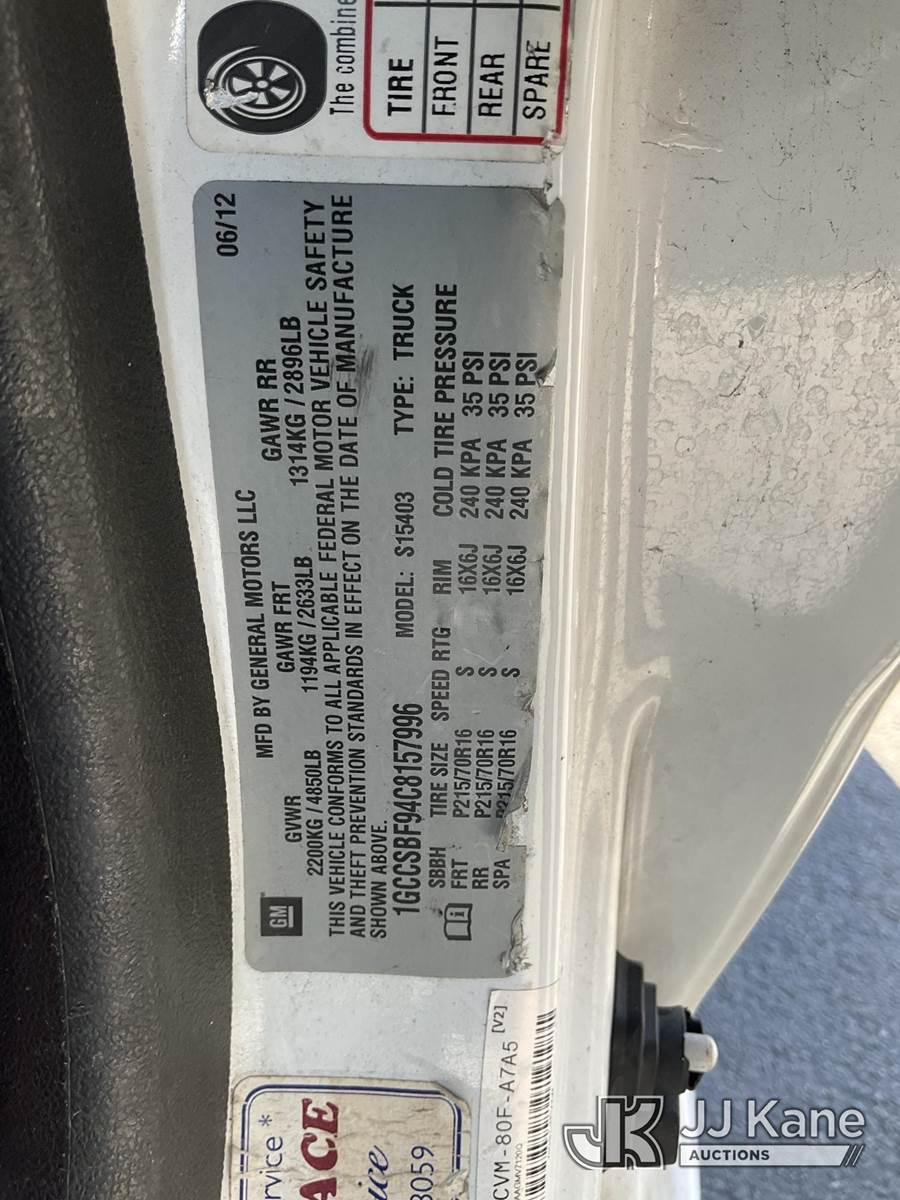 The combine
TIRE
FRONT
REAR
SPARE
GM
MFD BY GENERAL MOTORS LLC
06/12
GVWR GAWR FRT GAWR RR
2200KG / 4850LB 1194KG / 2633LB 1314KG / 2896LB
THIS VEHICLE CONFORMS TO ALL APPLICABLE FEDERAL MOTOR VEHICLE SAFETY
AND THEFT PREVENTION STANDARDS IN EFFECT ON THE DATE OF MANUFACTURE
SHOWN ABOVE.
1GCCSBF94C8157996 MODEL: S15403 TYPE: TRUCK
SBBH TIRE SIZE SPEED RTG RIM COLD TIRE PRESSURE
FRT P215/70R16 S 16X6J 240 KPA 35 PSI
RR P215/70R16 S 16X6J 240 KPA 35 PSI
SPA P215/70R16 S 16X6J 240 KPA 35 PSI
rvice *
ACE
vice
3059
CVM-80F-A7A5 [V2]
JK JJ Kane
AUCTIONS